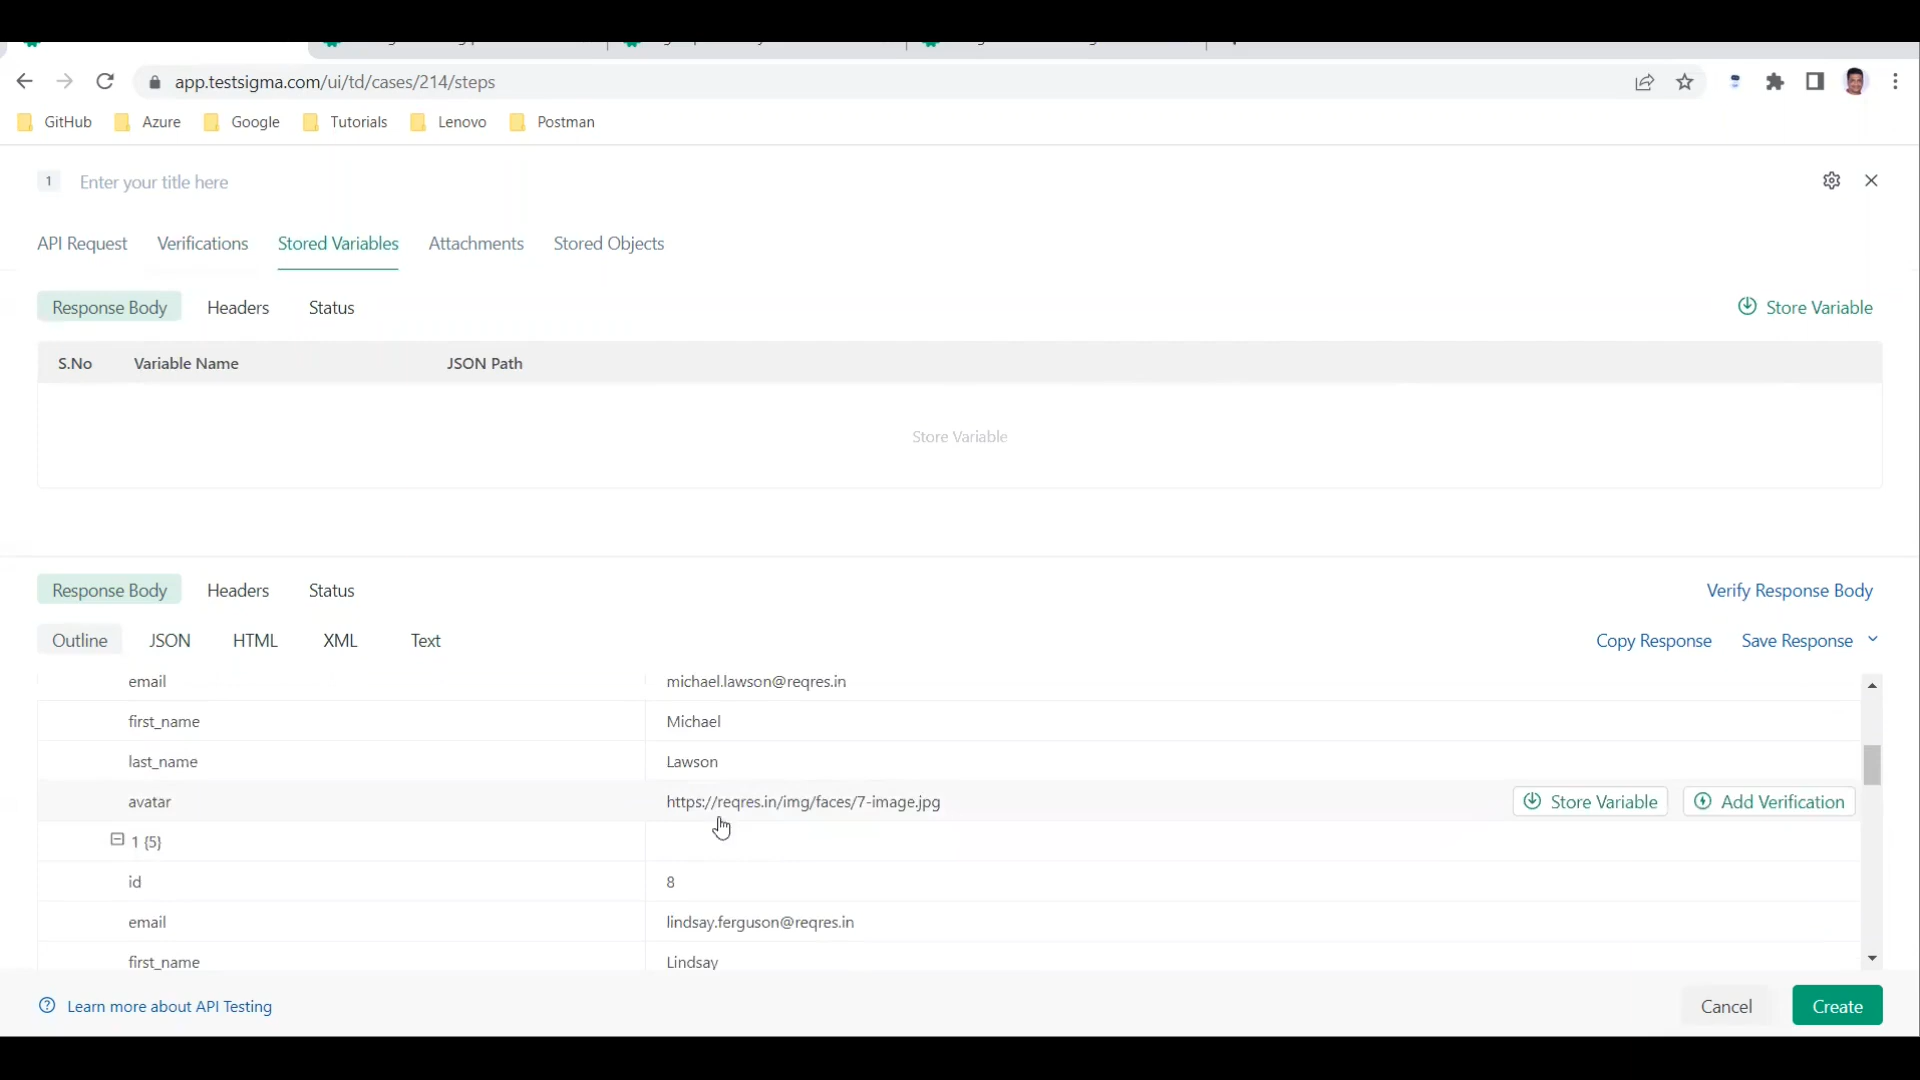 app.testsigma.com/ui/td/cases/214/steps
GitHub Azure Google Tutorials Lenovo Postman
1 Enter your title here
API Request Verifications Stored Variables Attachments Stored Objects
Response Body Headers Status Store Variable
S.No Variable Name JSON Path
Store Variable
Response Body Headers Status Verify Response Body
Outline JSON HTML XML Text Copy Response Save Response
email michael.lawson@reqres.in
first_name Michael
last_name Lawson
avatar https://reqres.in/img/faces/7-image.jpg Store Variable Add Verification
1 {5}
id 8
email lindsay.ferguson@reqres.in
first_name Lindsay
Learn more about API Testing Cancel Create